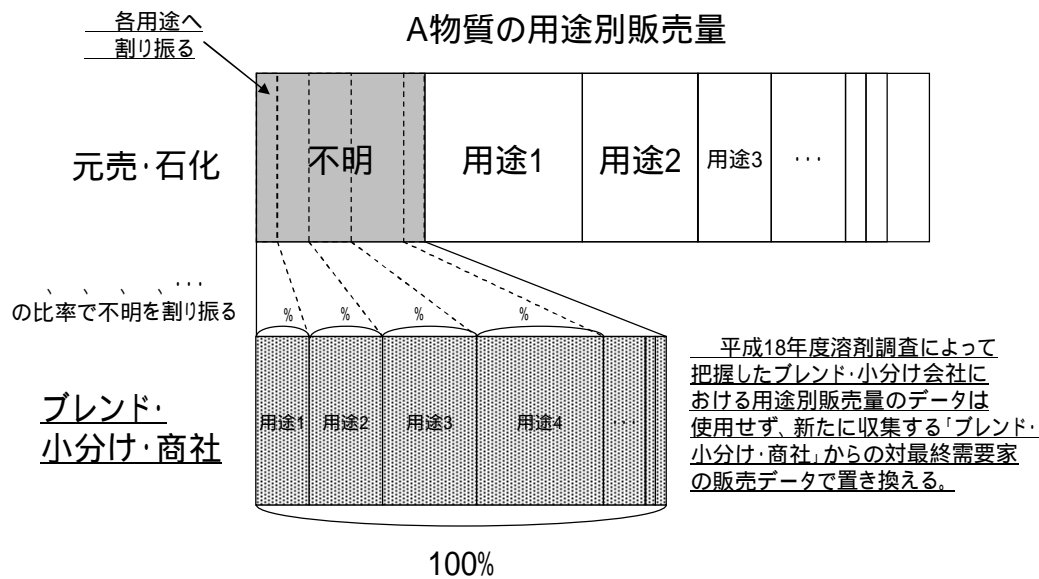 各用途へ
割り振る
A物質の用途別販売量
元売・石化
不明
用途1
用途2
用途3
・・・
、 、 、 、・・・
の比率で不明を割り振る
% % % %
ブレンド・
小分け・商社
用途1
用途2
用途3
用途4
・・・
平成18年度溶剤調査によって
把握したブレンド・小分け会社に
おける用途別販売量のデータは
使用せず、新たに収集する「ブレンド・
小分け・商社」からの対最終需要家
の販売データで置き換える。
100%